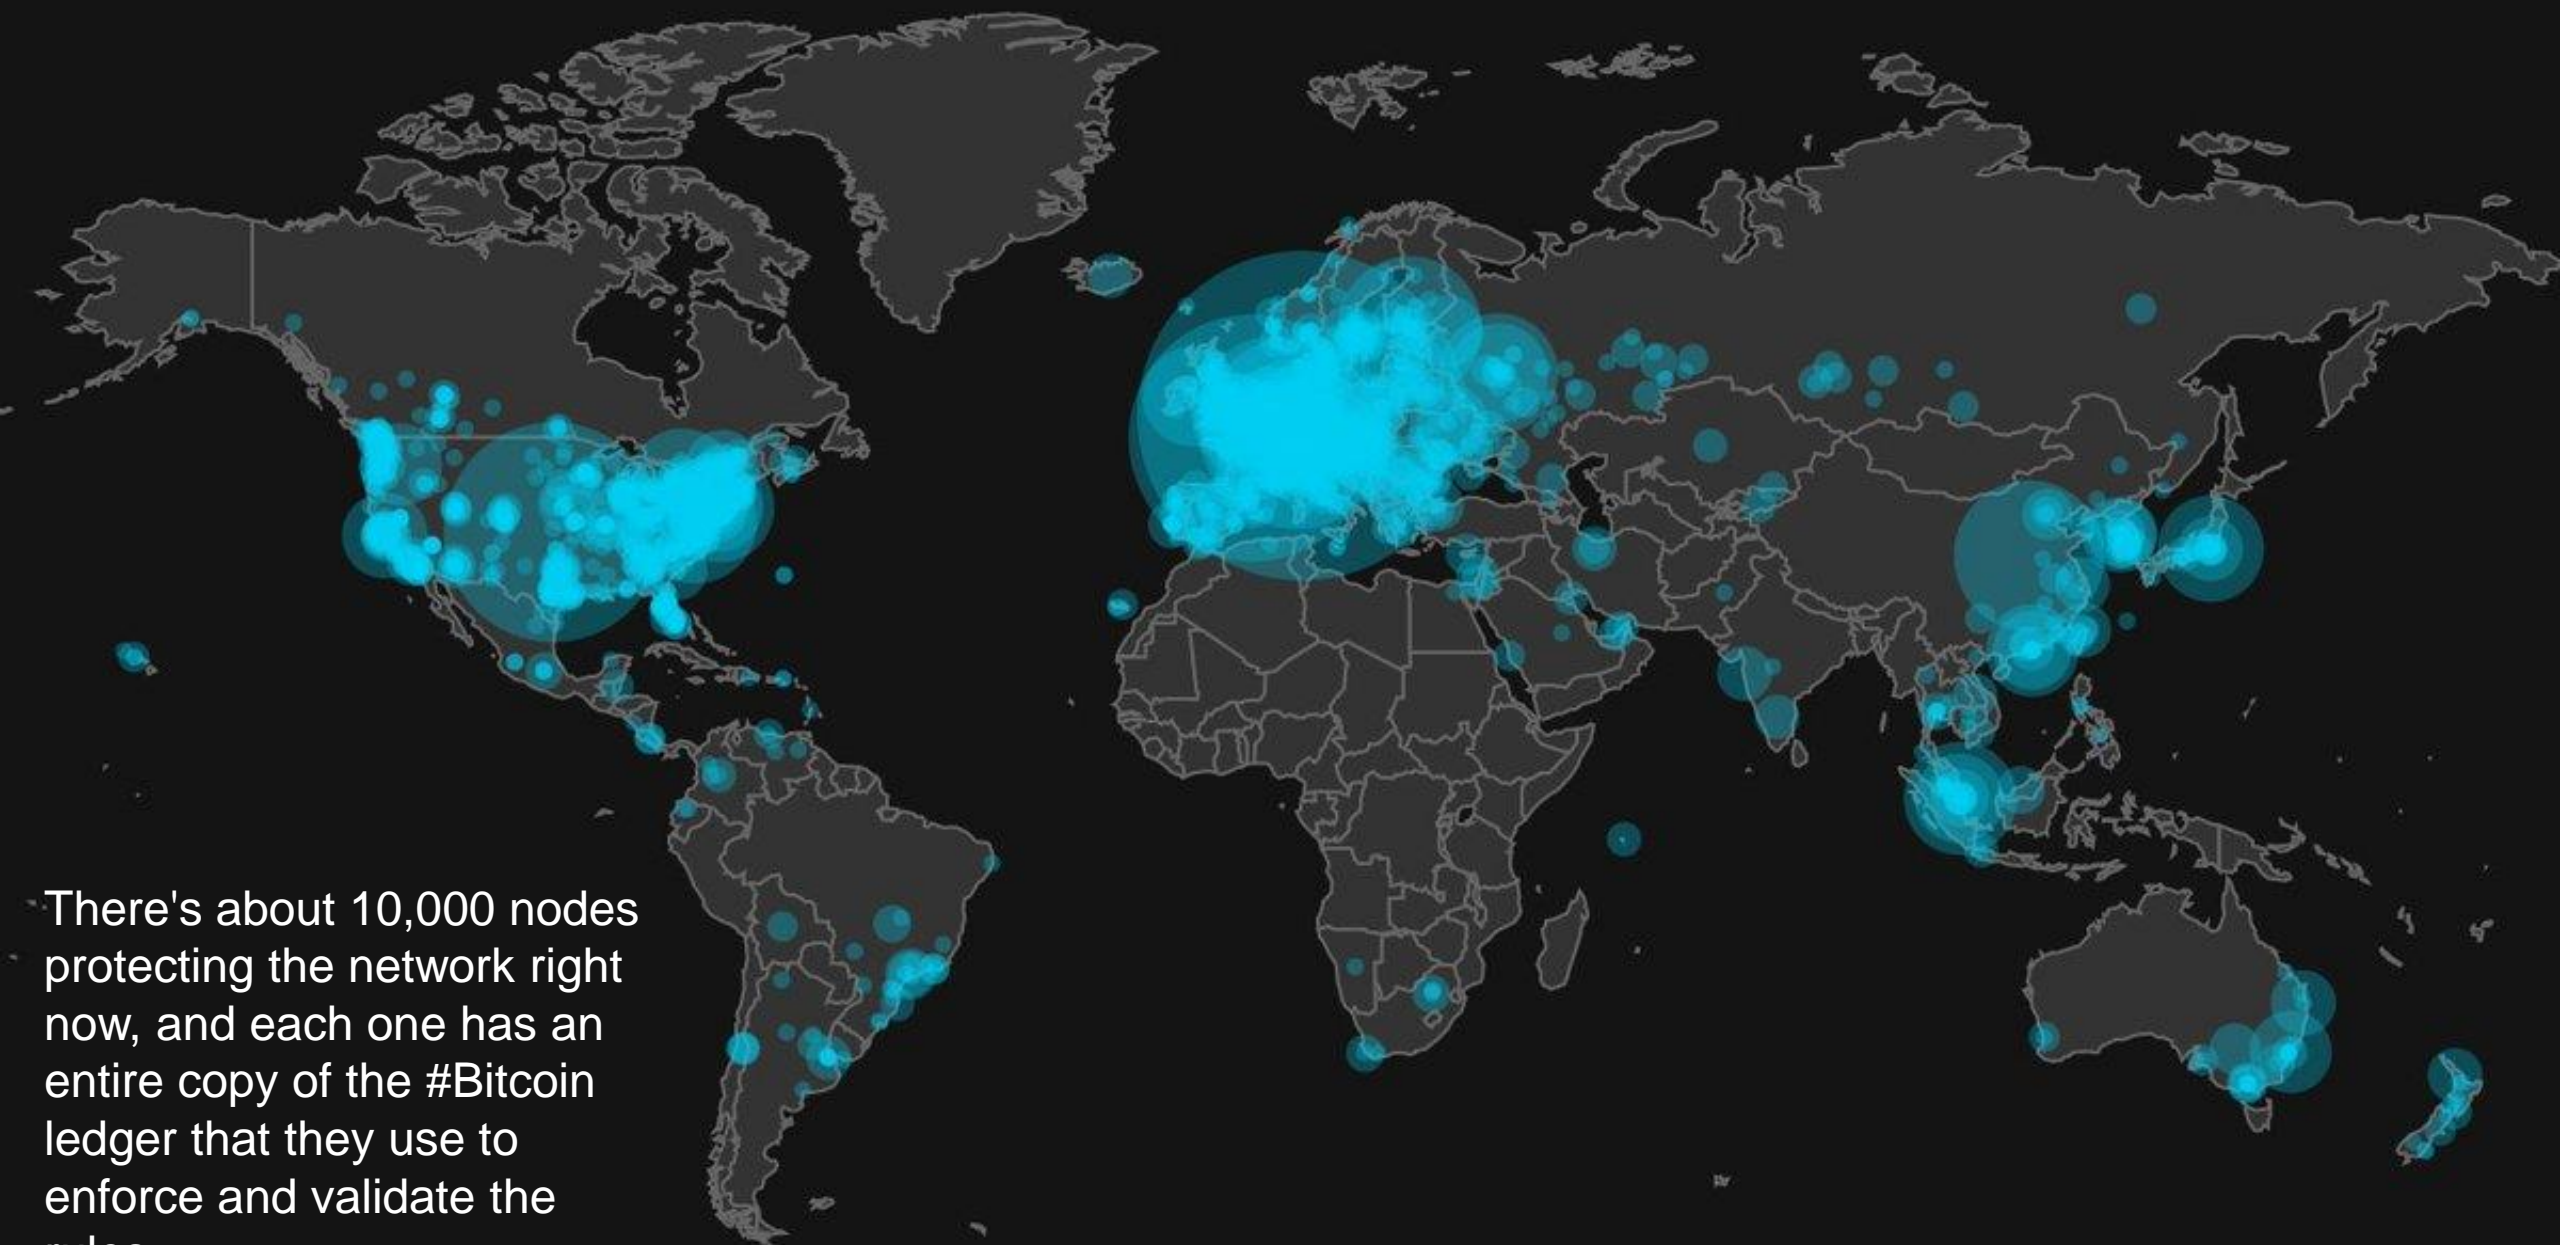 There's about 10,000 nodes
protecting the network right
now, and each one has an
entire copy of the #Bitcoin
ledger that they use to
enforce and validate the